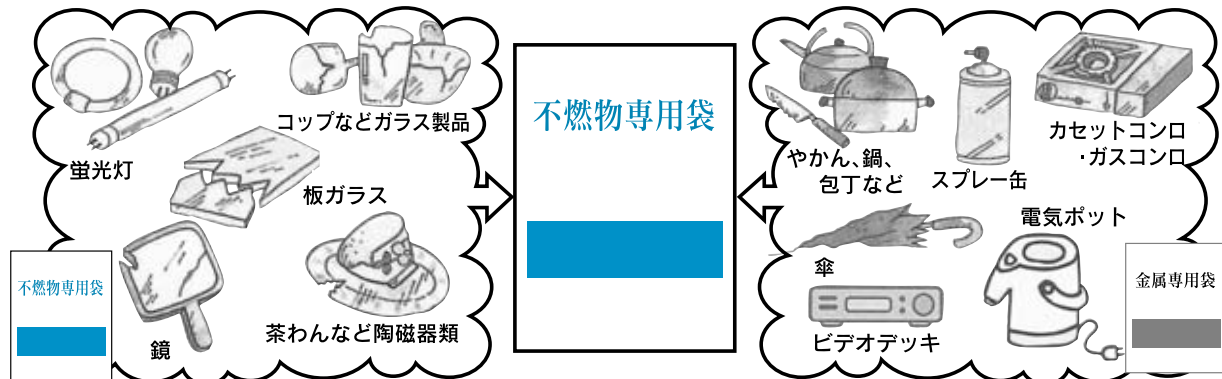 蛍光灯
コップなどガラス製品
板ガラス
不燃物専用袋
鏡
茶わんなど陶磁器類
不燃物専用袋
やかん、鍋、
包丁など
スプレー缶
カセットコンロ
・ガスコンロ
傘
電気ポット
ビデオデッキ
金属専用袋